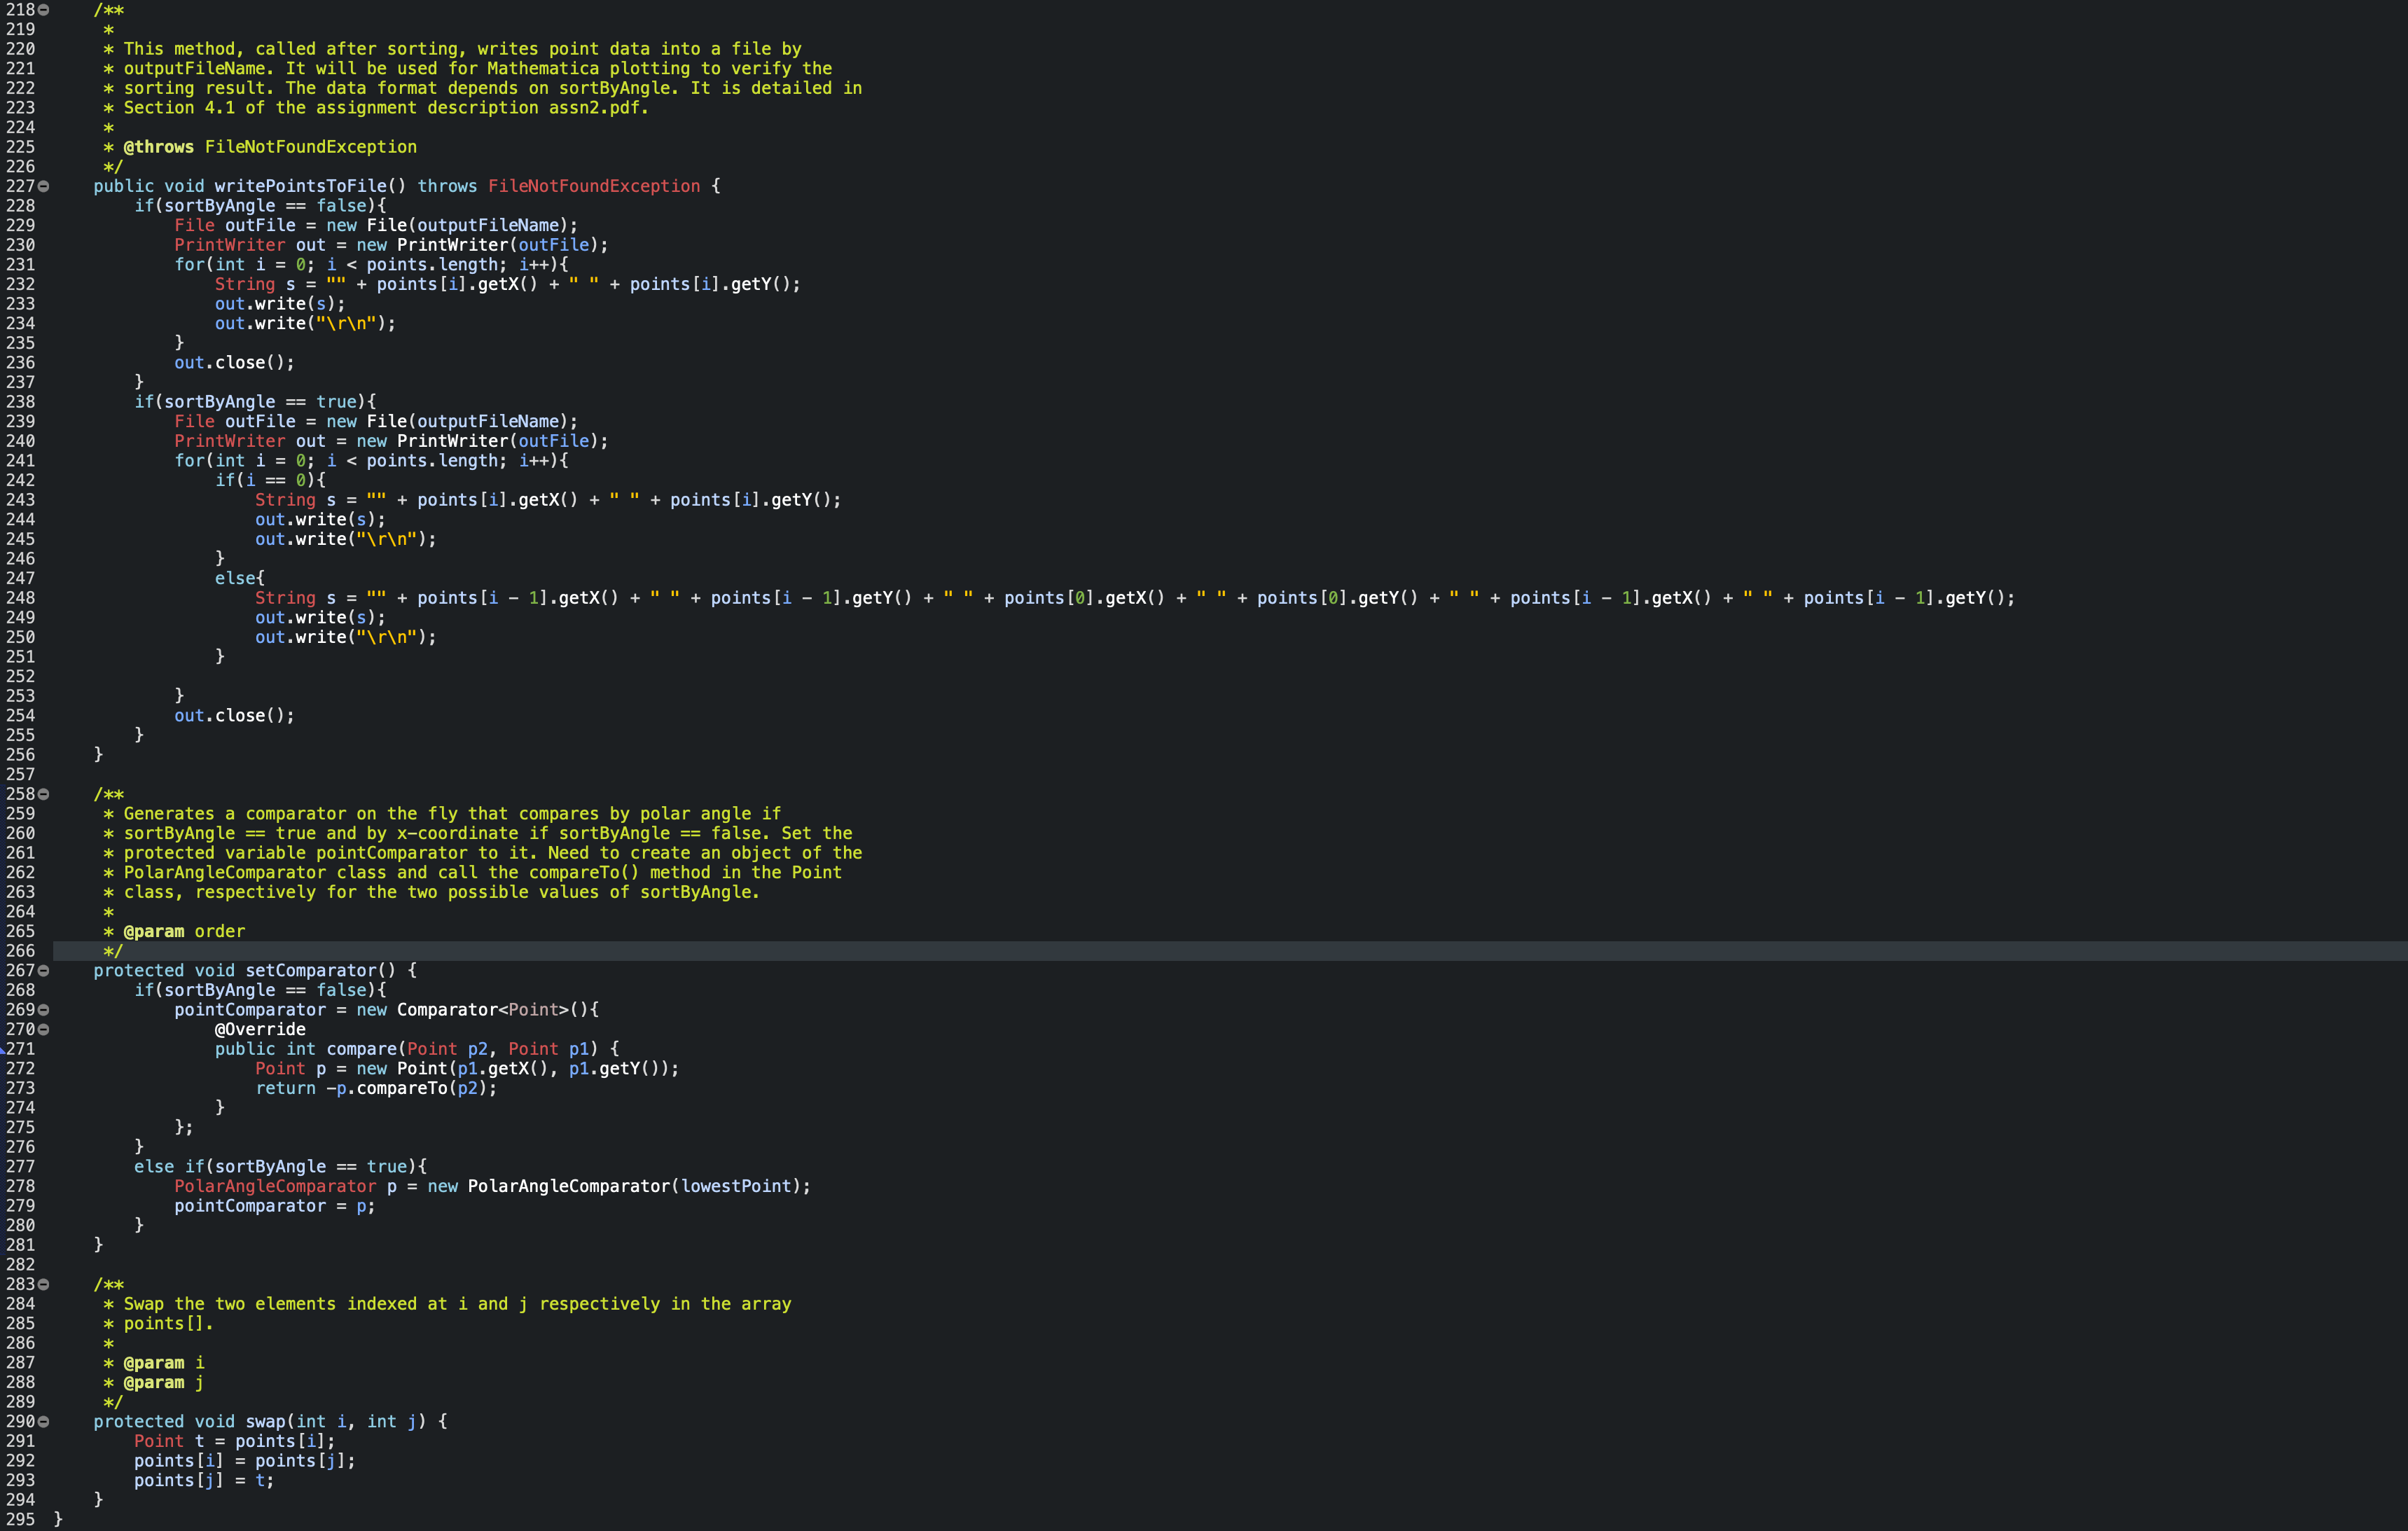 218 /**
219 *
220 * This method, called after sorting, writes point data into a file by
221 * outputFileName. It will be used for Mathematica plotting to verify the
222 * sorting result. The data format depends on sortByAngle. It is detailed in
223 * Section 4.1 of the assignment description assn2.pdf.
224 *
225 * @throws FileNotFoundException
226 */
227 public void writePointsToFile() throws FileNotFoundException {
228 if(sortByAngle == false){
229 File outFile = new File(outputFileName);
230 PrintWriter out = new PrintWriter(outFile);
231 for(int i = 0; i < points.length; i++){
232 String s = "" + points[i].getX() + " " + points[i].getY();
233 out.write(s);
234 out.write("\r\n");
235 }
236 out.close();
237 }
238 if(sortByAngle == true){
239 File outFile = new File(outputFileName);
240 PrintWriter out = new PrintWriter(outFile);
241 for(int i = 0; i < points.length; i++){
242 if(i == 0){
243 String s = "" + points[i].getX() + " " + points[i].getY();
244 out.write(s);
245 out.write("\r\n");
246 }
247 else{
248 String s = "" + points[i - 1].getX() + " " + points[i - 1].getY() + " " + points[0].getX() + " " + points[0].getY() + " " + points[i - 1].getX() + " " + points[i - 1].getY();
249 out.write(s);
250 out.write("\r\n");
251 }
252
253 }
254 out.close();
255 }
256 }
257
258 /**
259 * Generates a comparator on the fly that compares by polar angle if
260 * sortByAngle == true and by x-coordinate if sortByAngle == false. Set the
261 * protected variable pointComparator to it. Need to create an object of the
262 * PolarAngleComparator class and call the compareTo() method in the Point
263 * class, respectively for the two possible values of sortByAngle.
264 *
265 * @param order
266 */
267 protected void setComparator() {
268 if(sortByAngle == false){
269 pointComparator = new Comparator<Point>(){
270 @Override
271 public int compare(Point p2, Point p1) {
272 Point p = new Point(p1.getX(), p1.getY());
273 return -p.compareTo(p2);
274 }
275 };
276 }
277 else if(sortByAngle == true){
278 PolarAngleComparator p = new PolarAngleComparator(lowestPoint);
279 pointComparator = p;
280 }
281 }
282
283 /**
284 * Swap the two elements indexed at i and j respectively in the array
285 * points[].
286 *
287 * @param i
288 * @param j
289 */
290 protected void swap(int i, int j) {
291 Point t = points[i];
292 points[i] = points[j];
293 points[j] = t;
294 }
295 }